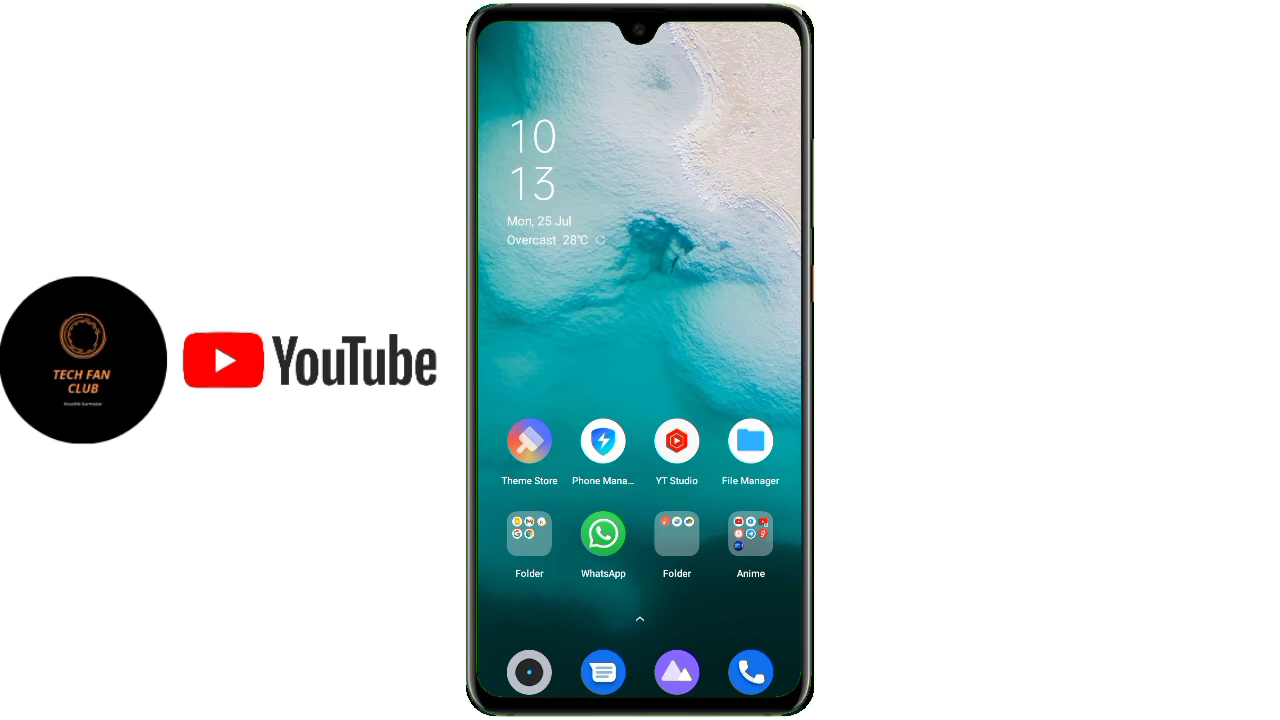 10
13
Mon, 25 Jul
Overcast 28℃
TECH FAN
CLUB
YouTube
Theme Store
Phone Mana...
YT Studio
File Manager
Folder
WhatsApp
Folder
Anime